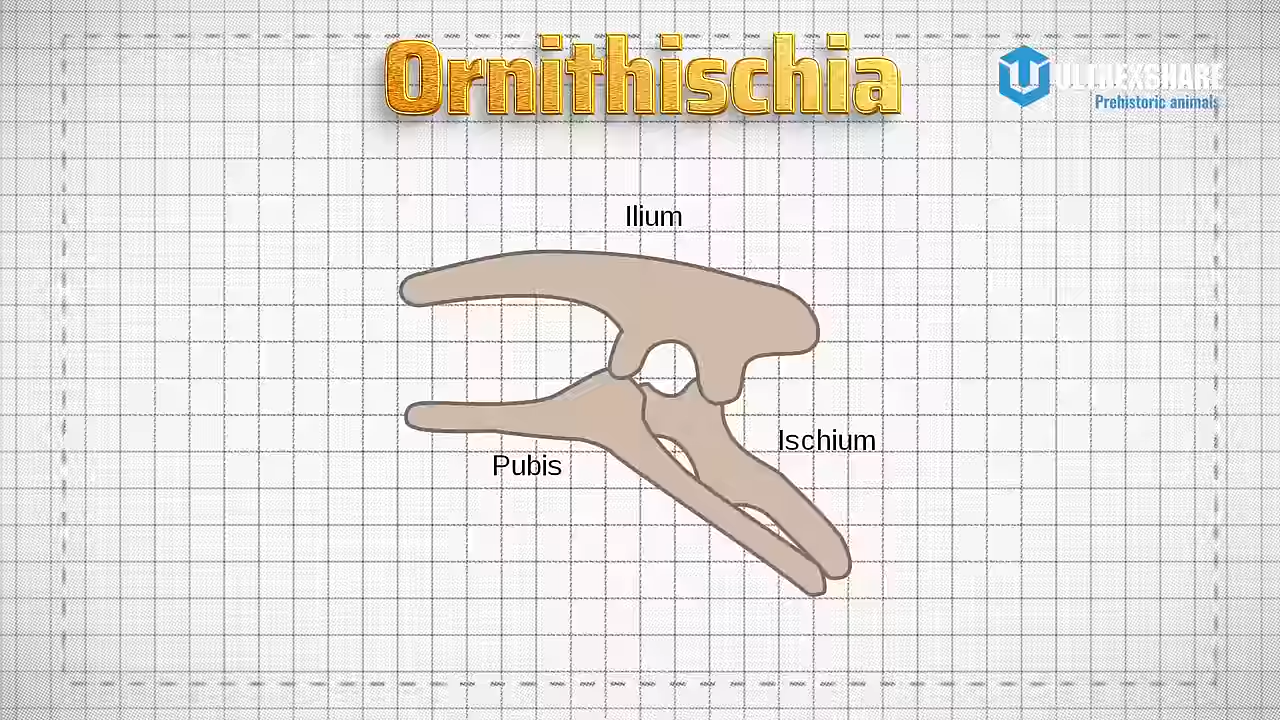 Ornithischia
Prehistoric animals
Ilium
Ischium
Pubis